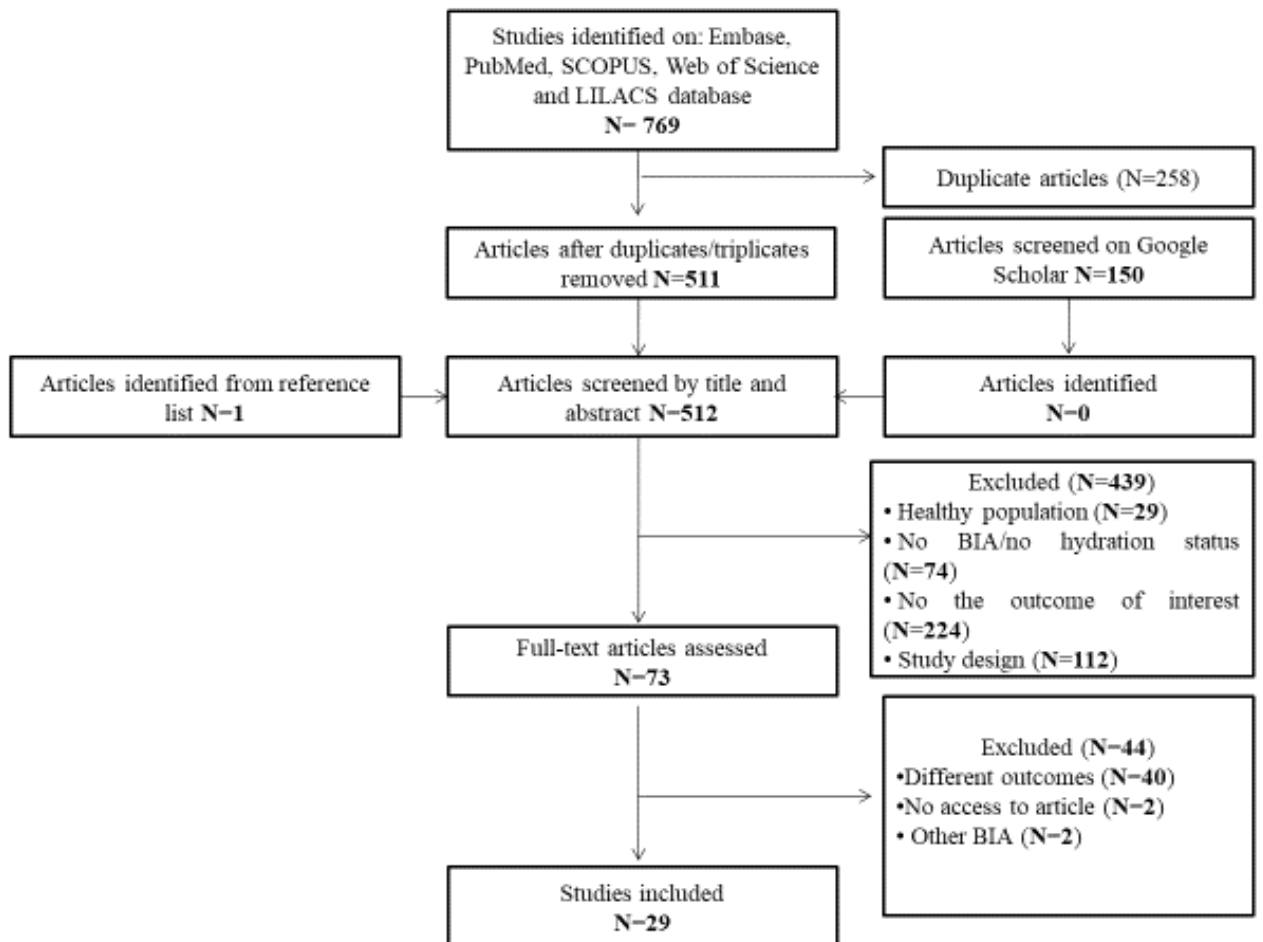 Studies identified on: Embase,
PubMed, SCOPUS, Web of Science
and LILACS database
N= 769
Duplicate articles (N=258)
Articles after duplicates/triplicates
removed N=511
Articles screened on Google
Scholar N=150
Articles identified from reference
list N=1
Articles screened by title and
abstract N=512
Articles identified
N=0
Excluded (N=439)
• Healthy population (N=29)
• No BIA/no hydration status
(N=74)
• No the outcome of interest
(N=224)
• Study design (N=112)
Full-text articles assessed
N=73
Excluded (N=44)
•Different outcomes (N=40)
•No access to article (N=2)
• Other BIA (N=2)
Studies included
N=29